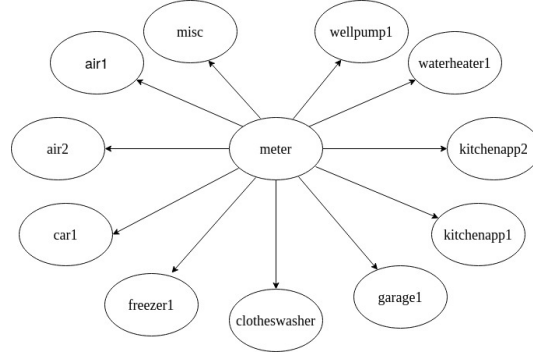 misc
wellpump1
air1
waterheater1
air2
meter
kitchenapp2
car1
kitchenapp1
freezer1
garage1
clotheswasher